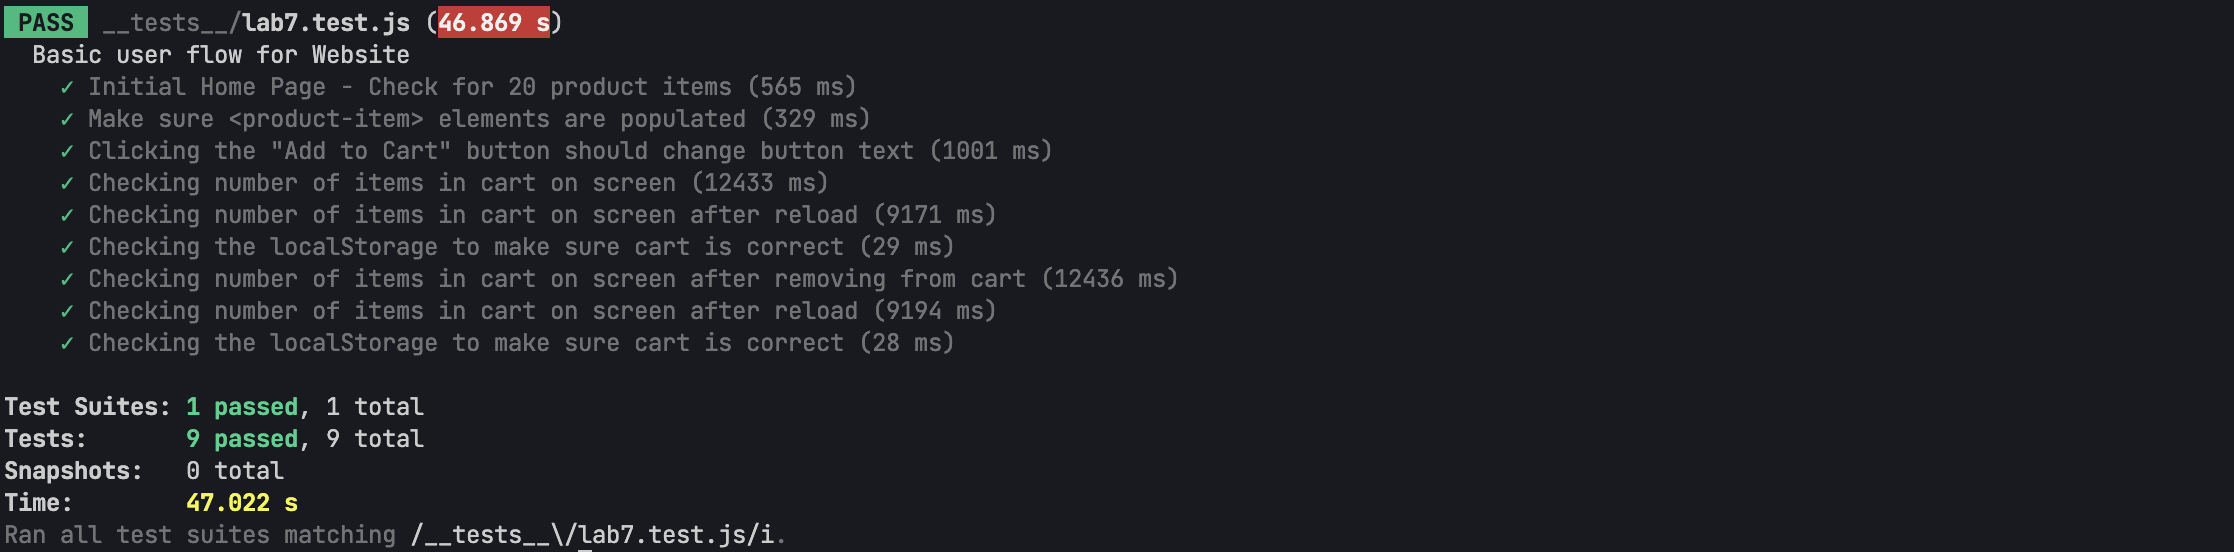 PASS __tests__/lab7.test.js (46.869 s)
Basic user flow for Website
✓ Initial Home Page - Check for 20 product items (565 ms)
✓ Make sure <product-item> elements are populated (329 ms)
✓ Clicking the "Add to Cart" button should change button text (1001 ms)
✓ Checking number of items in cart on screen (12433 ms)
✓ Checking number of items in cart on screen after reload (9171 ms)
✓ Checking the localStorage to make sure cart is correct (29 ms)
✓ Checking number of items in cart on screen after removing from cart (12436 ms)
✓ Checking number of items in cart on screen after reload (9194 ms)
✓ Checking the localStorage to make sure cart is correct (28 ms)
Test Suites: 1 passed, 1 total
Tests: 9 passed, 9 total
Snapshots: 0 total
Time: 47.022 s
Ran all test suites matching /__tests__\/lab7.test.js/i.